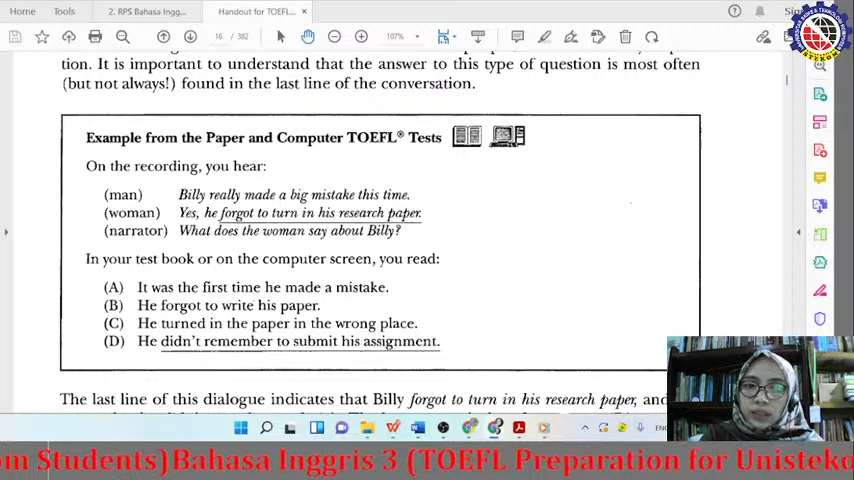 Home
Tools
2. RPS Bahasa Ingg...
Handout for TOEFL...
Sign
16 / 382
107%
tion. It is important to understand that the answer to this type of question is most often
(but not always!) found in the last line of the conversation.
Example from the Paper and Computer TOEFL® Tests
On the recording, you hear:
(man) Billy really made a big mistake this time.
(woman) Yes, he forgot to turn in his research paper.
(narrator) What does the woman say about Billy?
In your test book or on the computer screen, you read:
(A) It was the first time he made a mistake.
(B) He forgot to write his paper.
(C) He turned in the paper in the wrong place.
(D) He didn't remember to submit his assignment.
The last line of this dialogue indicates that Billy forgot to turn in his research paper, and
ENG
om Students)Bahasa Inggris 3 (TOEFL Preparation for Unisteko
STEKOM